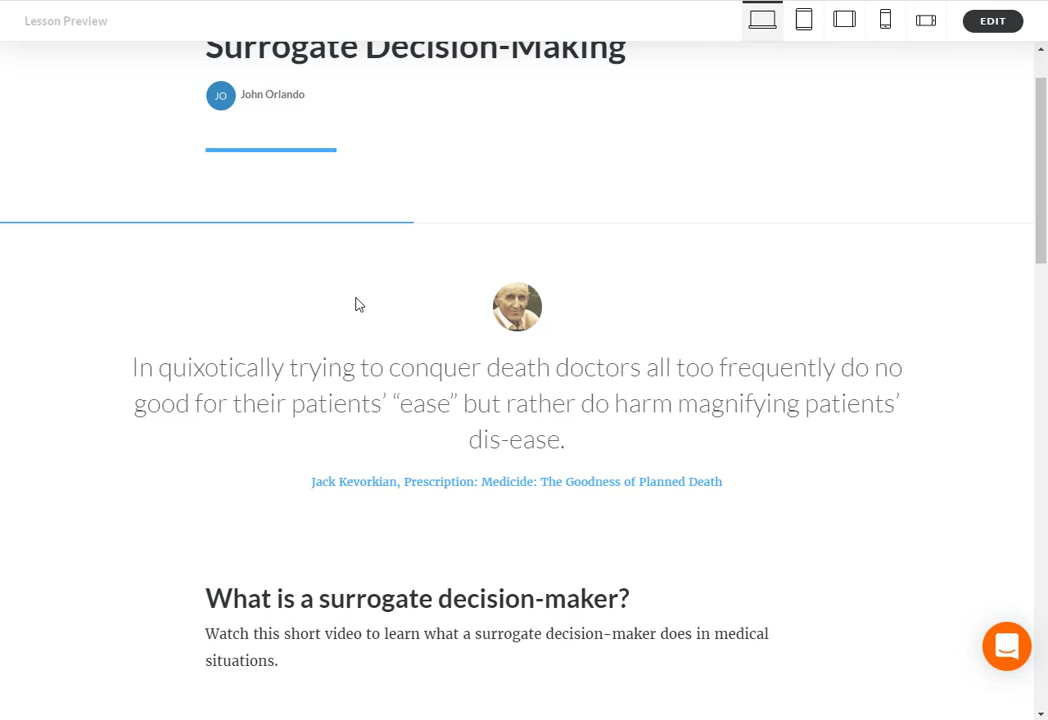 Lesson Preview
EDIT
Surrogate Decision-Making
JO John Orlando
In quixotically trying to conquer death doctors all too frequently do no
good for their patients’ “ease” but rather do harm magnifying patients’
dis-ease.
Jack Kevorkian, Prescription: Medicide: The Goodness of Planned Death
What is a surrogate decision-maker?
Watch this short video to learn what a surrogate decision-maker does in medical
situations.